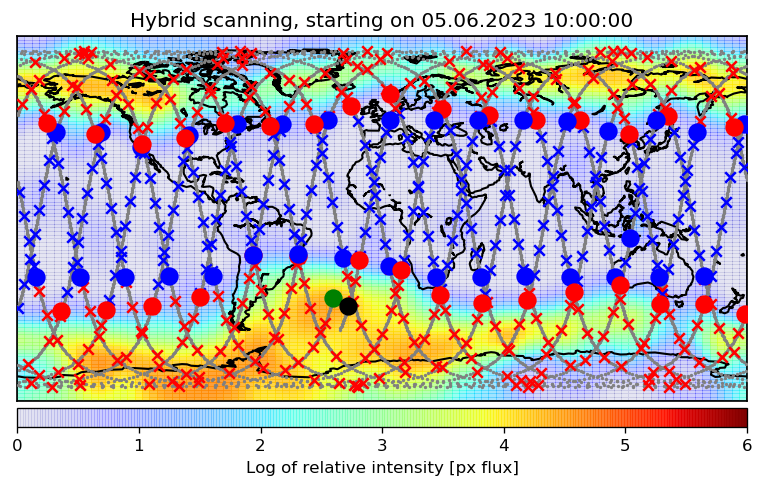 Hybrid scanning, starting on 05.06.2023 10:00:00
0 1 2 3 4 5 6
Log of relative intensity [px flux]